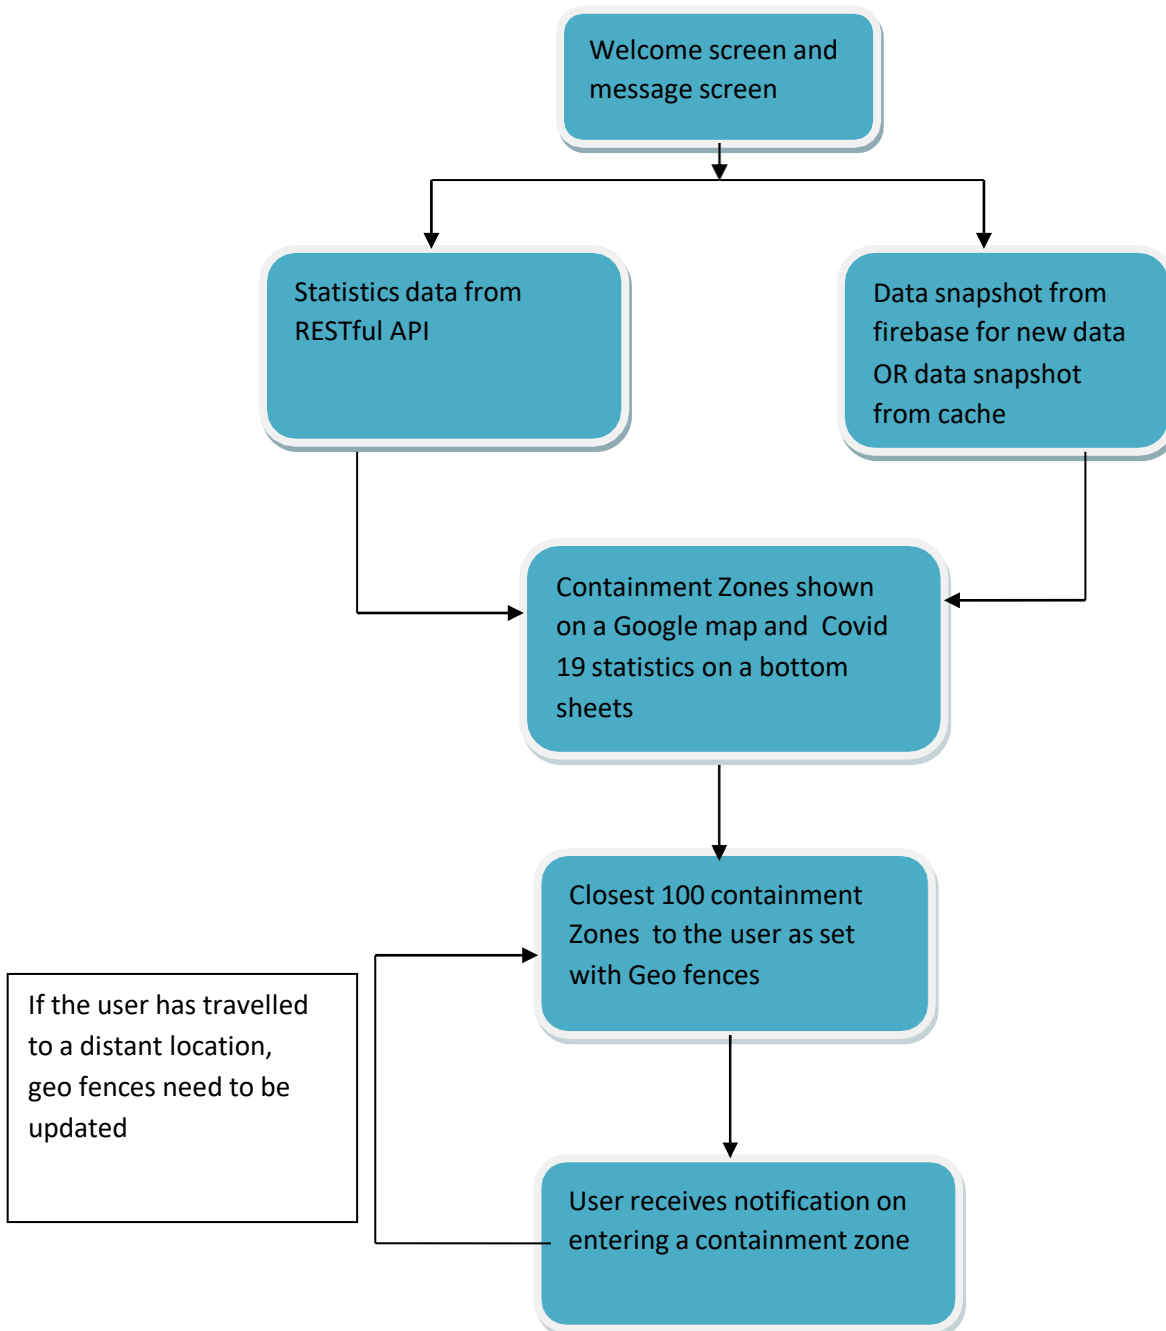 Welcome screen and
message screen
Statistics data from
RESTful API
Data snapshot from
firebase for new data
OR data snapshot
from cache
Containment Zones shown
on a Google map and  Covid
19 statistics on a bottom
sheets
Closest 100 containment
Zones  to the user as set
with Geo fences
If the user has travelled
to a distant location,
geo fences need to be
updated
User receives notification on
entering a containment zone